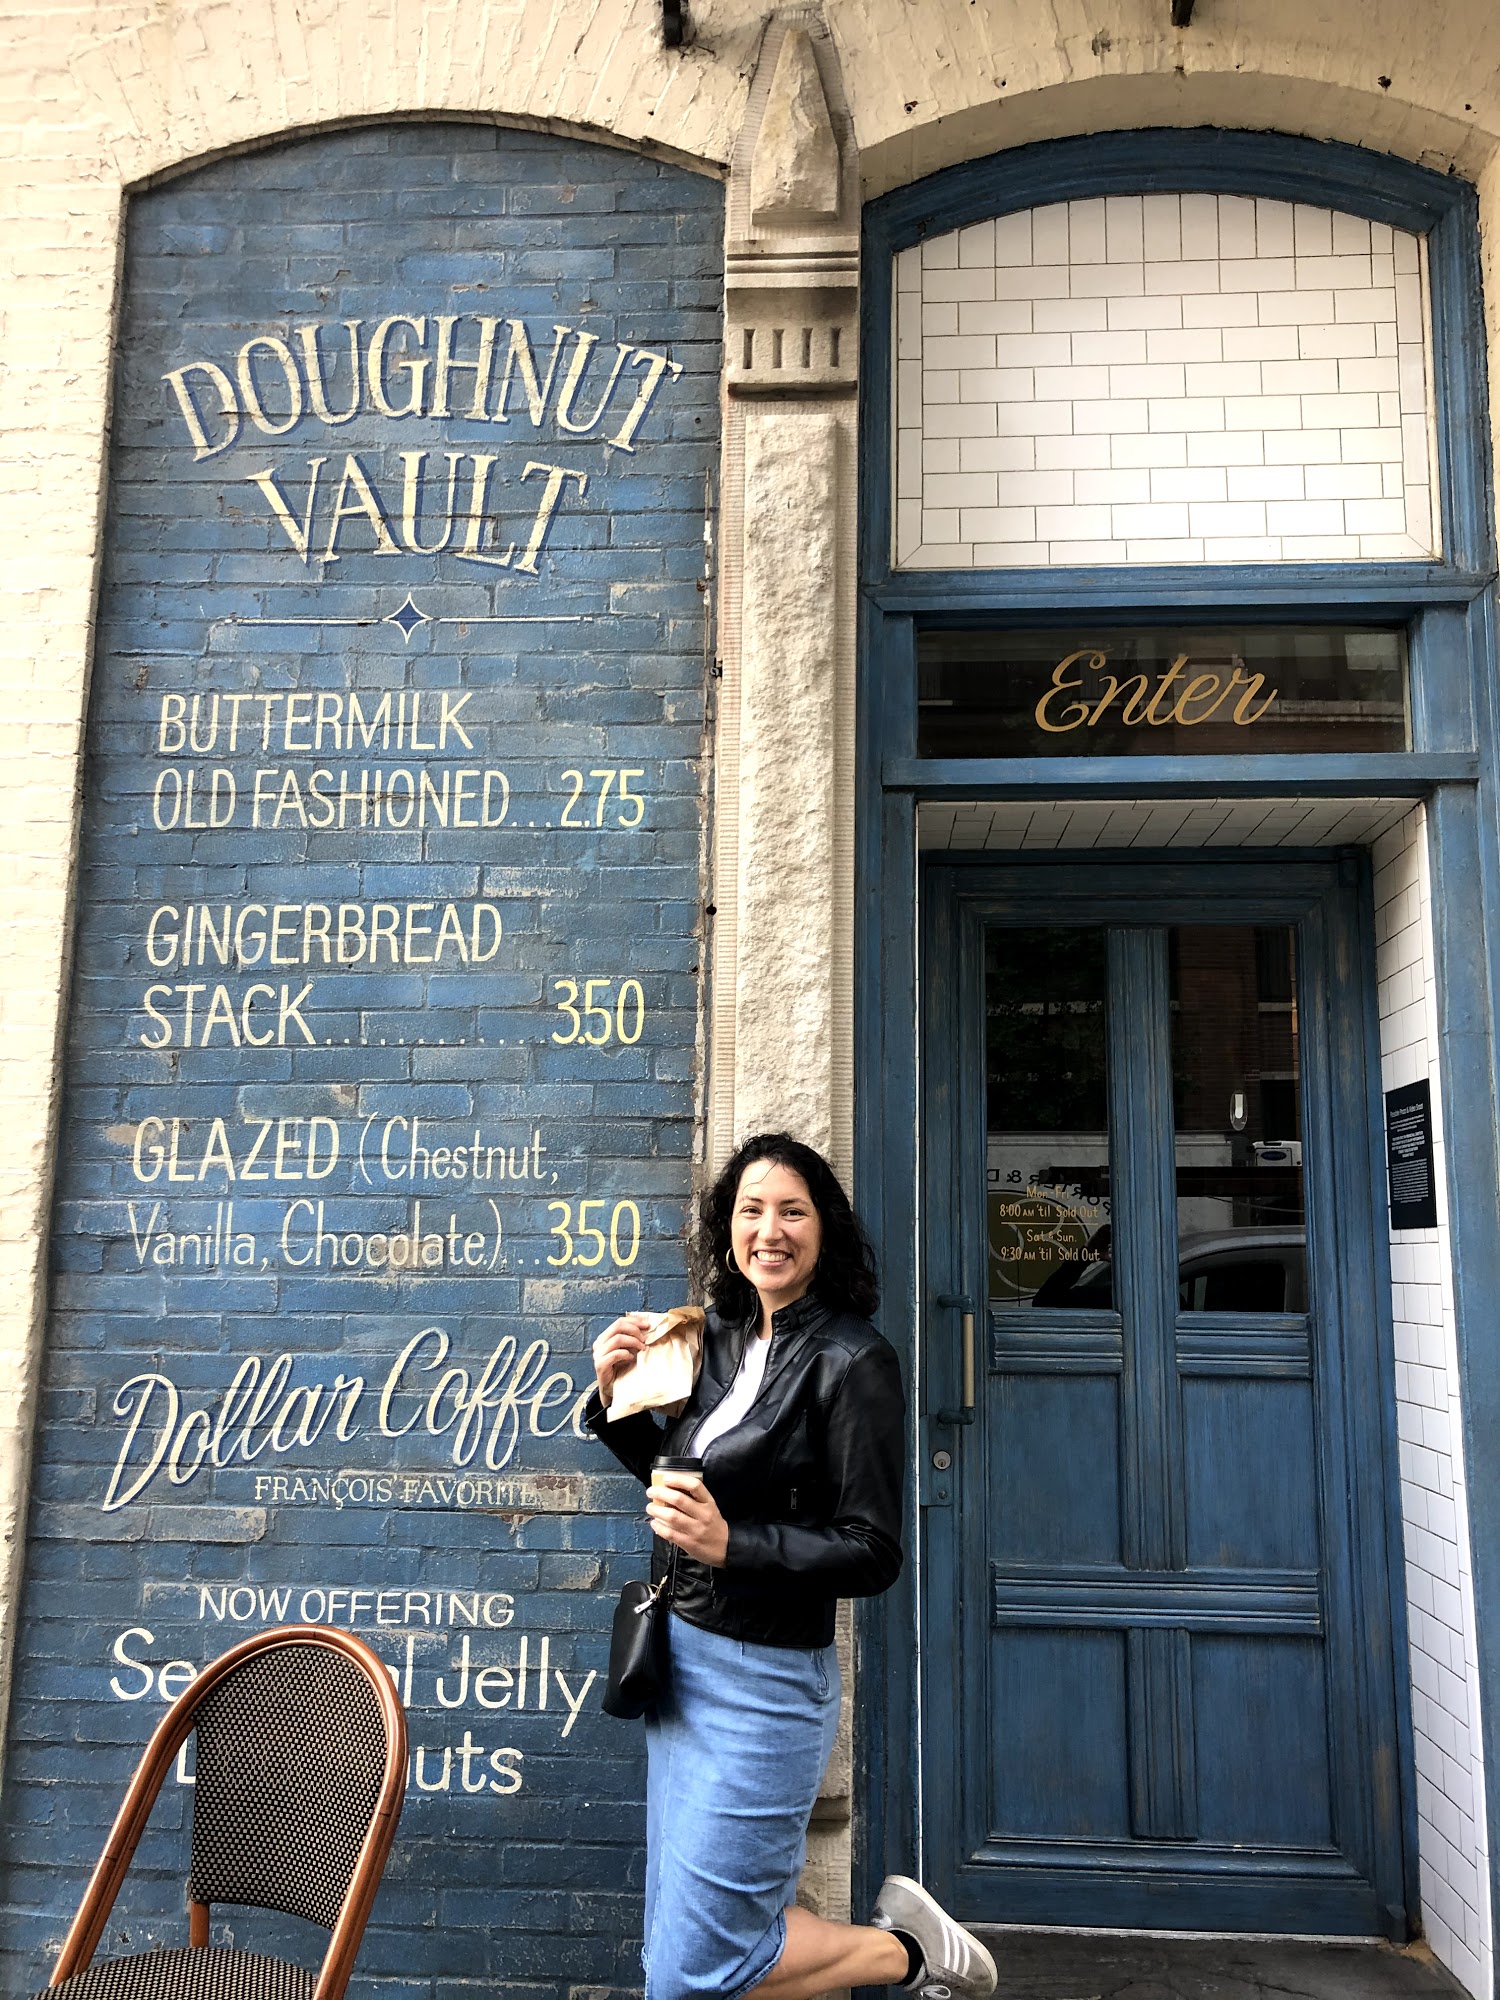 DOUGHNUT
VAULT
BUTTERMILK
OLD FASHIONED...2.75
GINGERBREAD
STACK............3.50
GLAZED (Chestnut,
Vanilla, Chocolate)...3.50
Dollar Coffee
FRANÇOIS' FAVORITE
NOW OFFERING
Jelly
Enter
Mon-Fri
8:00 AM 'til Sold Out
Sat & Sun.
9:30 AM 'til Sold Out